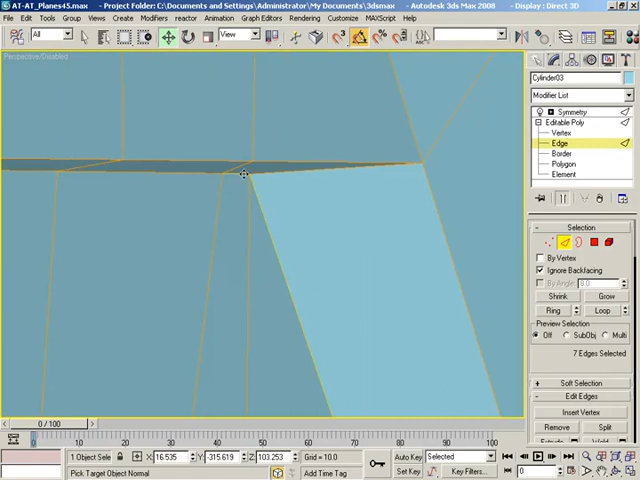 AT-AT_Planes45.max - Project Folder: C:\Documents and Settings\Administrator\My Documents\3dsmax - Autodesk 3ds Max 2008 - Display : Direct 3D
File Edit Tools Group Views Create Modifiers reactor Animation Graph Editors Rendering Customize MAXScript Help
All View
Perspective/Disabled
Cylinder03
Modifier List
Symmetry
Editable Poly
Vertex
Edge
Border
Polygon
Element
Selection
By Vertex
Ignore Backfacing
By Angle: 8.0
Shrink Grow
Ring Loop
Preview Selection
Off SubObj Multi
7 Edges Selected
Soft Selection
Edit Edges
Insert Vertex
Remove Split
0 / 100
0 10 20 30 40 50 60 70 80 90 100
1 Object Sele X: 16.535 Y: -315.619 Z: 103.253 Grid = 10.0 Auto Key Selected
Pick Target Object Normal Add Time Tag Set Key Key Filters... 0